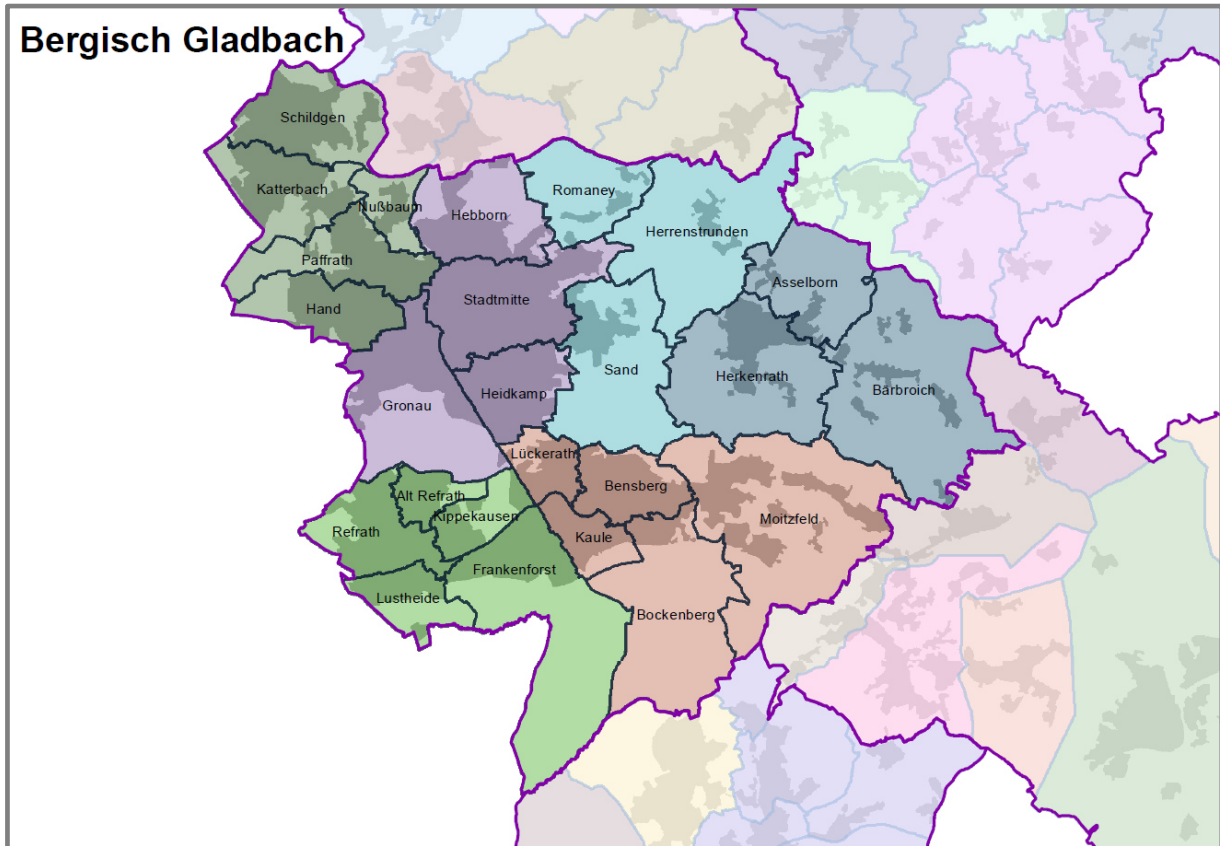 Bergisch Gladbach
Schildgen
Katterbach
Nußbaum
Hebborn
Romaney
Herrenstrunden
Paffrath
Hand
Stadtmitte
Asselborn
Sand
Herkenrath
Bärbroich
Gronau
Heidkamp
Lückerath
Bensberg
Alt Refrath
Kippekausen
Refrath
Kaule
Moitzfeld
Frankenforst
Lustheide
Bockenberg